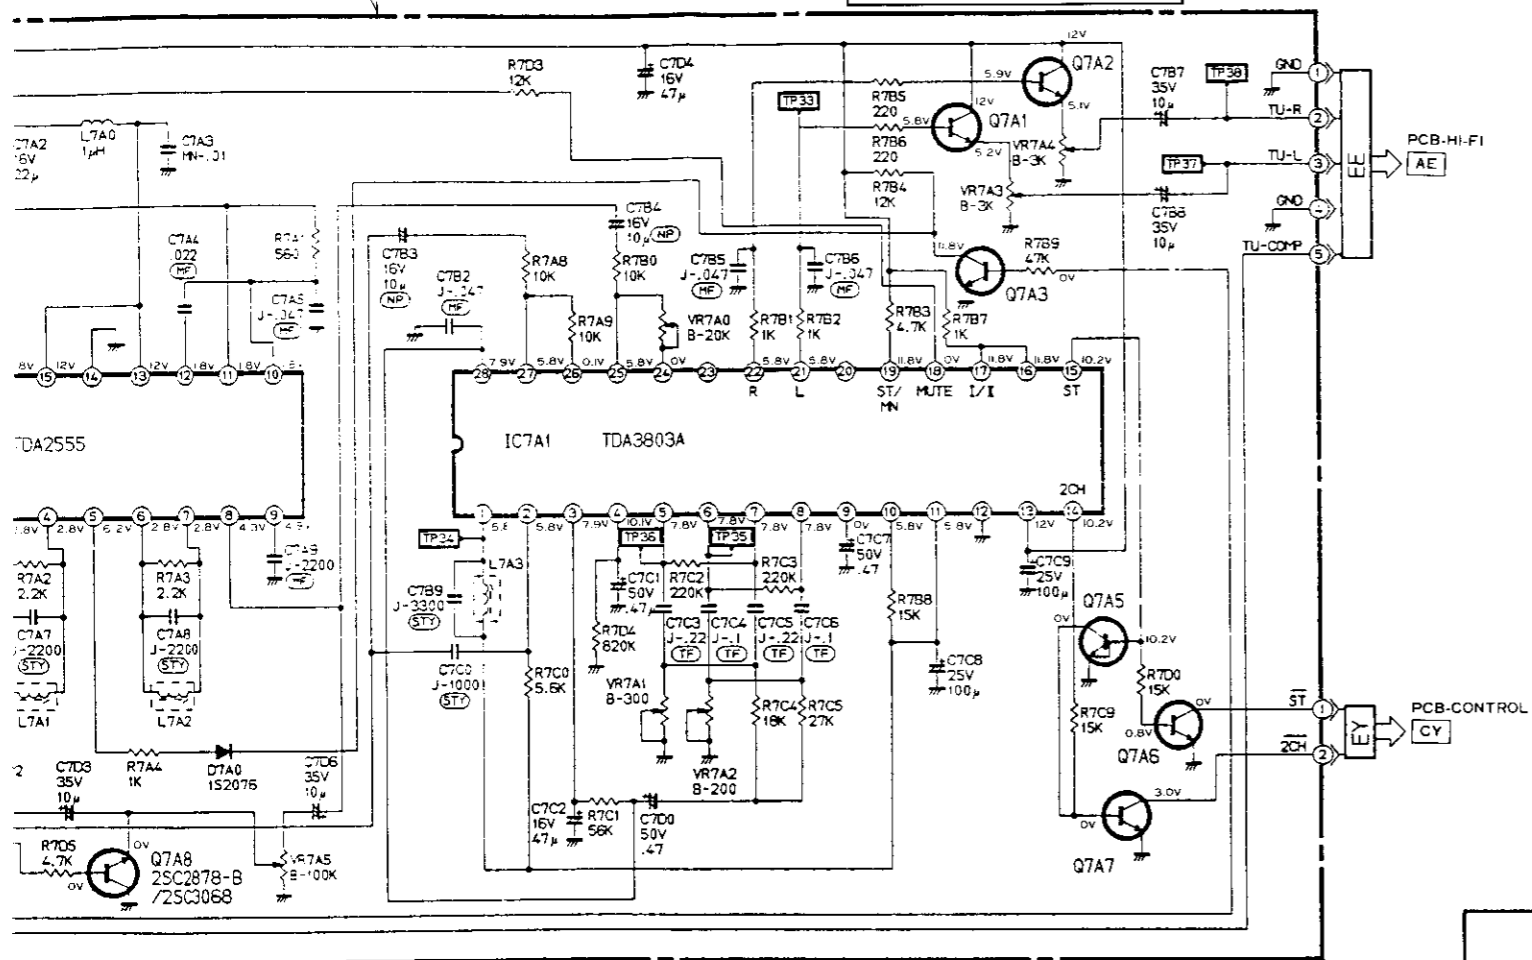 12V
R7D3
12K
C7D4
16V
47μ
Q7A2
5.9V
5.1V
C7B7
35V
10μ
TP38
GND
1
TU-R
2
TU-L
3
GND
TU-COMP
5
EE
PCB-HI-FI
AE
TP33
R7B5
220
5.8V
12V
Q7A1
5.2V
VR7A4
B-3K
R7B6
220
R7B4
12K
VR7A3
B-3K
TP37
C7B8
35V
10μ
C7A2
16V
22μ
L7A0
1μH
C7A3
MN-.01
C7A4
.022
MF
R7A1
560
C7A5
J-.047
MF
C7B3
16V
10μ
NP
C7B2
J-.047
MF
R7A8
10K
C7B4
16V
10μ
NP
R7B0
10K
R7A9
10K
VR7A0
B-20K
C7B5
J-.047
MF
R7B1
1K
C7B6
J-.047
MF
R7B2
1K
11.8V
Q7A3
R7B9
47K
0V
R7B3
4.7K
R7B7
1K
8V
15
12V
14
13
12V
12
1.8V
11
1.8V
10
28
7.9V
27
5.8V
26
0.1V
25
5.8V
24
0V
23
22
5.8V
21
5.8V
20
19
11.8V
18
0V
17
11.8V
16
11.8V
15
10.2V
R
L
ST/
MN
MUTE
I/II
ST
TDA2555
IC7A1
TDA3803A
2CH
4
2.8V
5
6.2V
6
2.8V
7
2.8V
8
4.3V
9
1
2
5.8V
3
7.9V
4
10.1V
5
7.8V
6
7.8V
7
7.8V
8
7.8V
9
0V
10
5.8V
11
5.8V
12
13
12V
14
10.2V
TP34
TP36
TP35
R7A2
2.2K
R7A3
2.2K
C7A9
J-2200
MF
C7A7
J-2200
STY
C7A8
J-2200
STY
L7A1
L7A2
L7A3
C7B9
J-3300
STY
C7C0
J-1000
STY
R7C0
5.6K
C7C1
50V
.47μ
R7D4
820K
R7C2
220K
R7C3
220K
C7C3
J-.22
TF
C7C4
J-.1
TF
C7C5
J-.22
TF
C7C6
J-.1
TF
C7C7
50V
.47
R7B8
15K
C7C8
25V
100μ
C7C9
25V
100μ
VR7A1
B-300
VR7A2
B-200
R7C4
18K
R7C5
27K
Q7A5
0V
10.2V
R7D0
15K
R7C9
15K
0V
0.8V
Q7A6
3.0V
0V
Q7A7
ST
1
2CH
2
EY
PCB-CONTROL
CY
C7D3
35V
10μ
R7A4
1K
D7A0
1S2076
C7D6
35V
10μ
C7C2
16V
47μ
R7C1
56K
C7D0
50V
.47
R7D5
4.7K
0V
0V
Q7A8
2SC2878-B
/2SC3068
VR7A5
B-100K